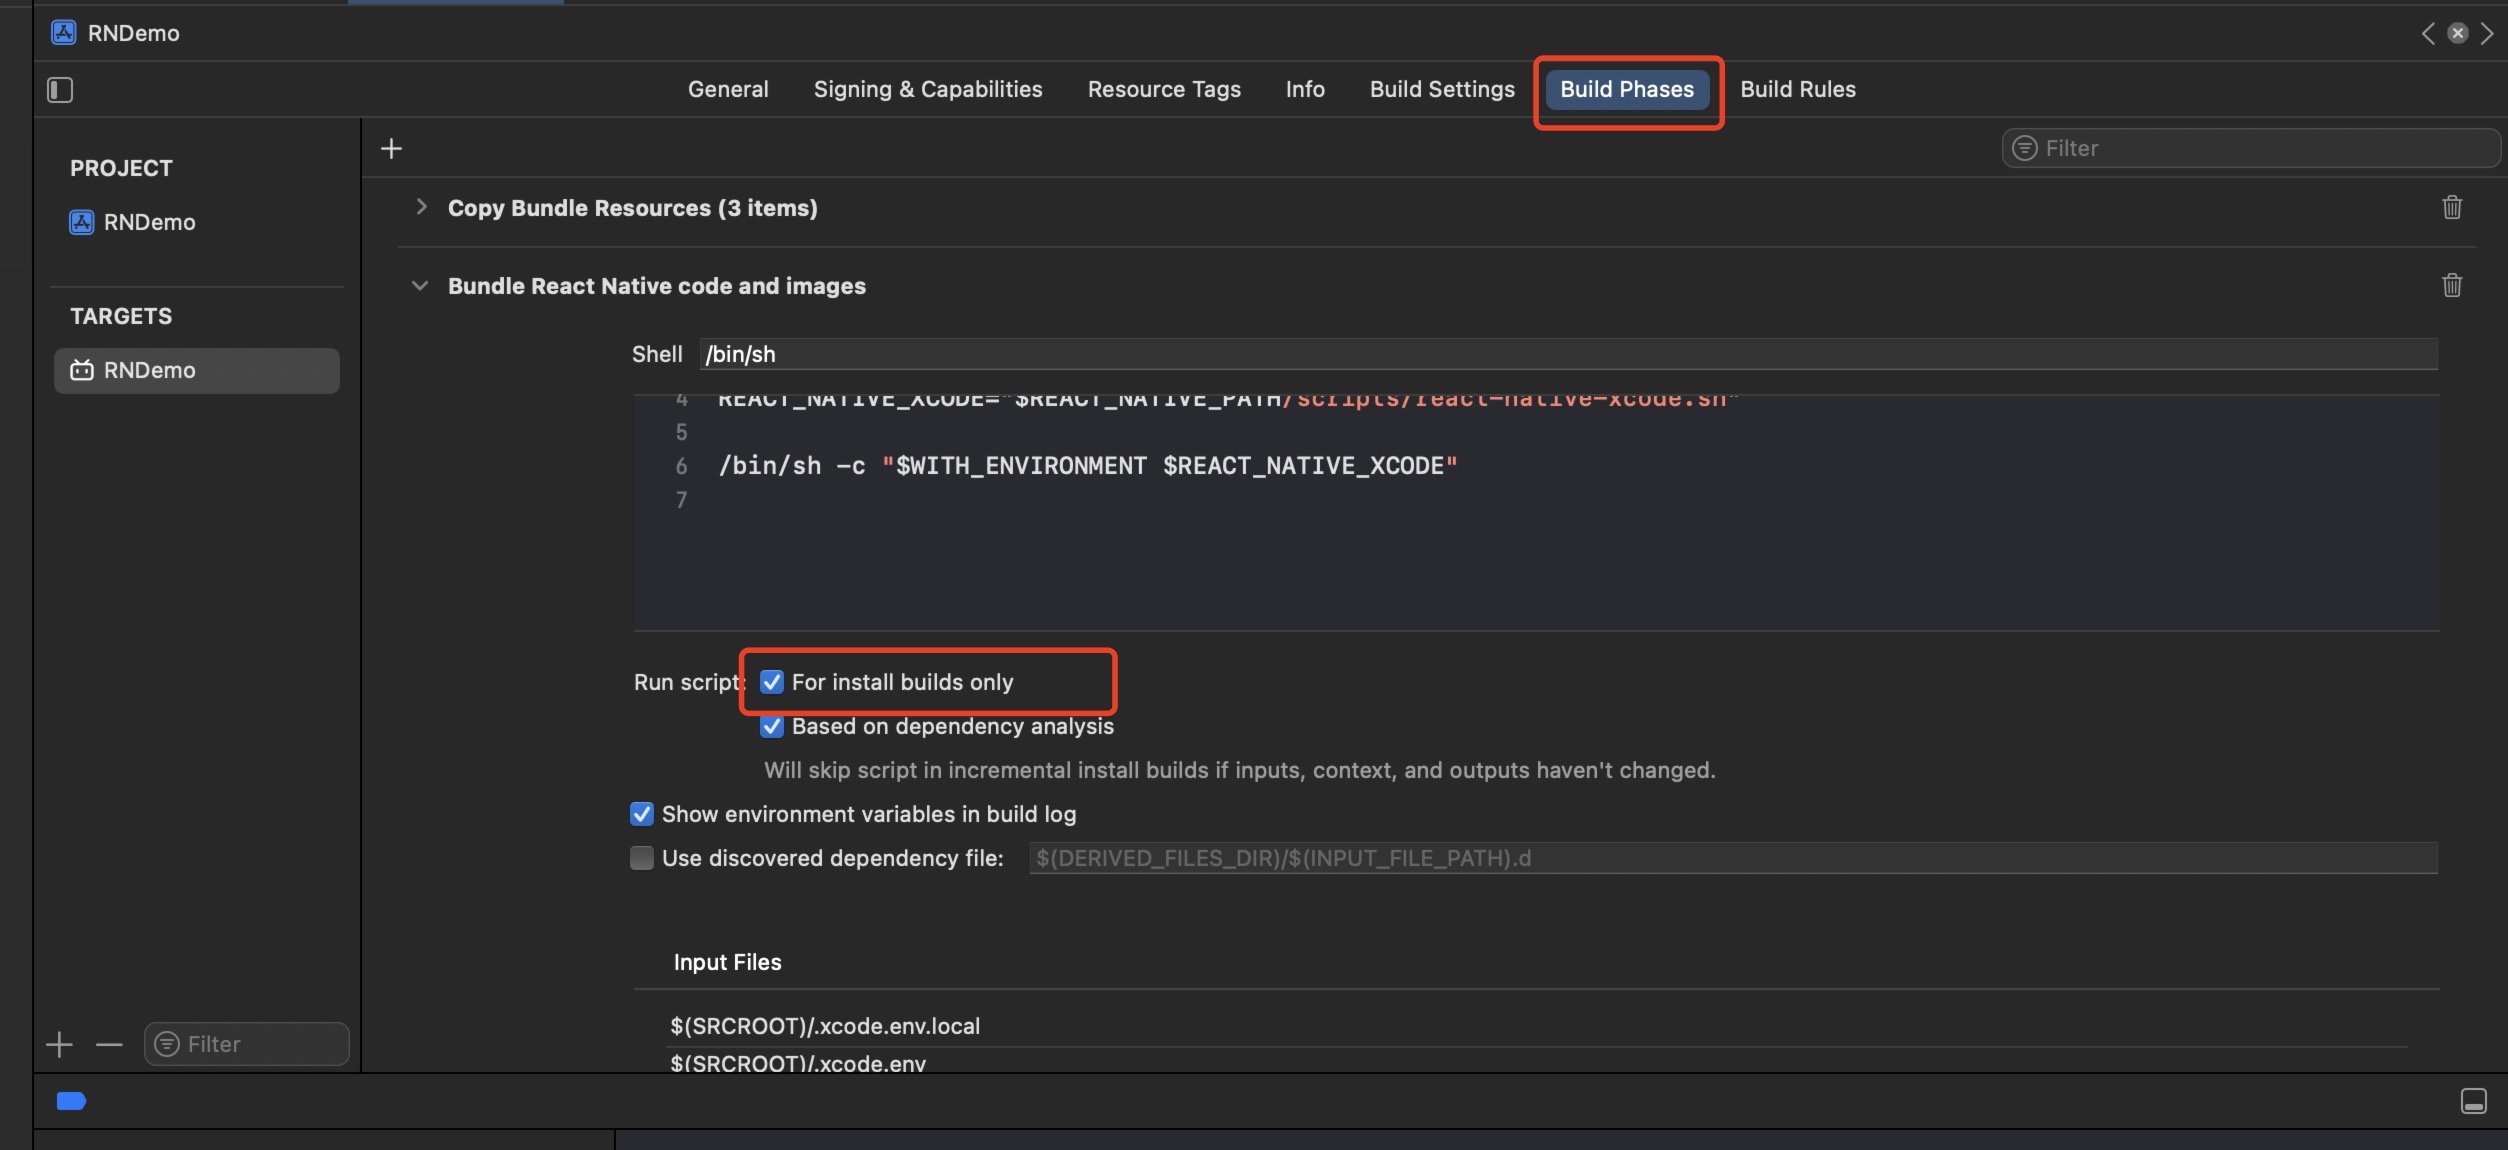 RNDemo
General Signing & Capabilities Resource Tags Info Build Settings Build Phases Build Rules
Filter
PROJECT
RNDemo
TARGETS
RNDemo
Filter
Copy Bundle Resources (3 items)
Bundle React Native code and images
Shell /bin/sh
4 REACT_NATIVE_XCODE="$REACT_NATIVE_PATH/scripts/react-native-xcode.sh"
5
6 /bin/sh -c "$WITH_ENVIRONMENT $REACT_NATIVE_XCODE"
7
Run script: For install builds only
Based on dependency analysis
Will skip script in incremental install builds if inputs, context, and outputs haven't changed.
Show environment variables in build log
Use discovered dependency file: $(DERIVED_FILES_DIR)/$(INPUT_FILE_PATH).d
Input Files
$(SRCROOT)/.xcode.env.local
$(SRCROOT)/.xcode.env